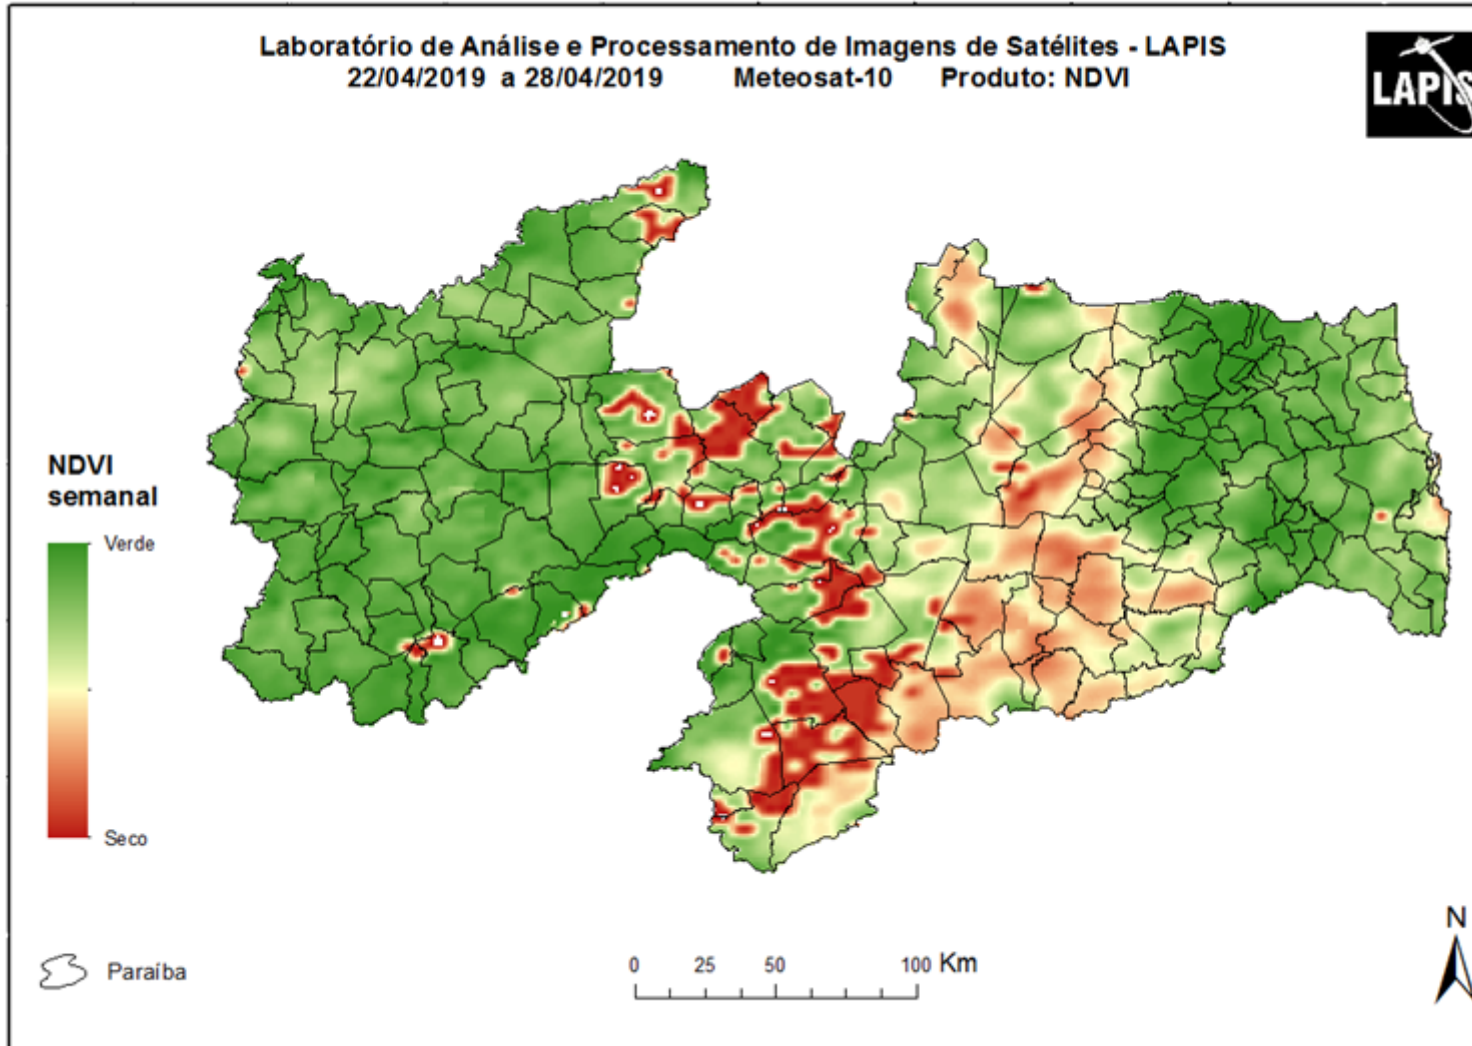 Laboratório de Análise e Processamento de Imagens de Satélites - LAPIS
22/04/2019 a 28/04/2019 Meteosat-10 Produto: NDVI
LAPIS
NDVI
semanal
Verde
Seco
Paraíba
0 25 50 100 Km
N